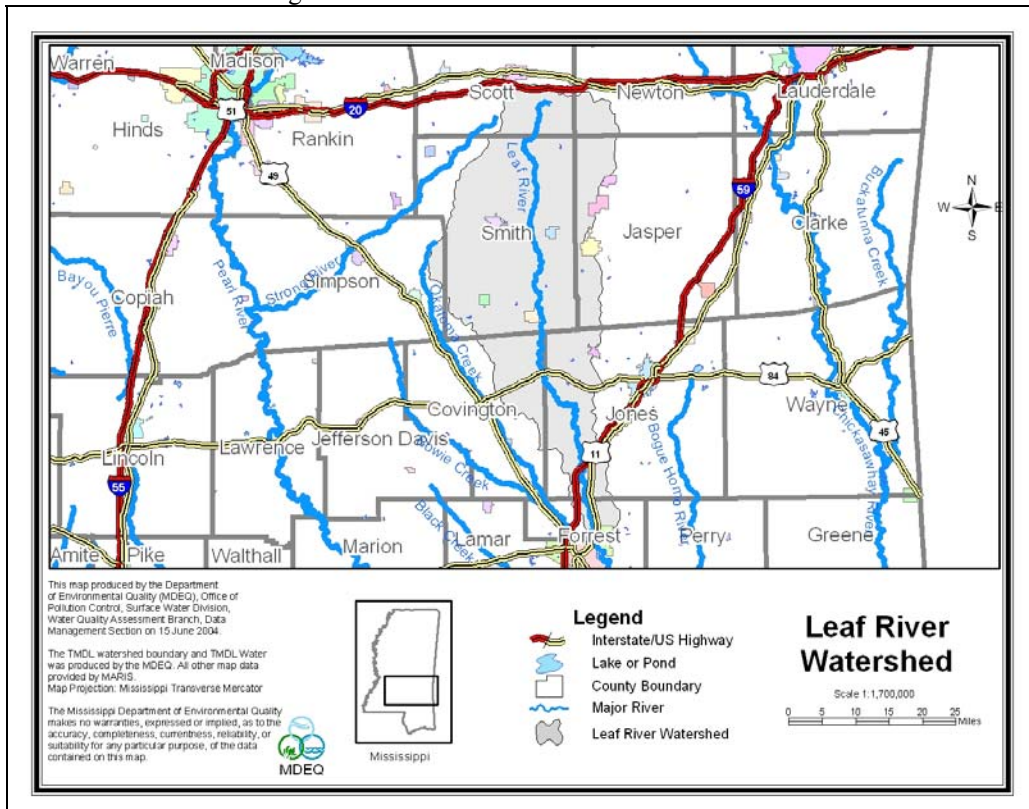 Warren
Madison
Scott
Newton
Lauderdale
51
20
Hinds
Rankin
Leaf River
49
59
Buckatunna Creek
N
W E
S
Smith
Jasper
Clarke
Bayou Pierre
Copiah
Pearl River
Strong River
Simpson
Okatoma Creek
84
Covington
Jones
Wayne
Lawrence
Jefferson Davis
Bowie Creek
Lincoln
11
Bogue Homo River
Chickasawhay River
45
55
Black Creek
Amite
Pike
Walthall
Marion
Lamar
Forrest
Perry
Greene
This map produced by the Department
of Environmental Quality (MDEQ), Office of
Pollution Control, Surface Water Division,
Water Quality Assessment Branch, Data
Management Section on 15 June 2004.
The TMDL watershed boundary and TMDL Water
was produced by the MDEQ. All other map data
provided by MARIS.
Map Projection: Mississippi Transverse Mercator
The Mississippi Department of Environmental Quality
makes no warranties, expressed or implied, as to the
accuracy, completeness, currentness, reliability, or
suitability for any particular purpose, of the data
contained on this map.
MDEQ
Mississippi
Legend
Interstate/US Highway
Lake or Pond
County Boundary
Major River
Leaf River Watershed
Leaf River
Watershed
Scale 1:1,700,000
0 5 10 15 20 25
Miles